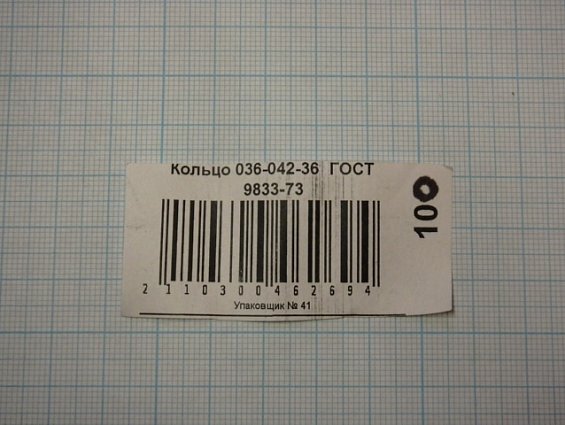 Кольцо 036-042-36 ГОСТ
9833-73
100
2110300462694
Упаковщик № 41